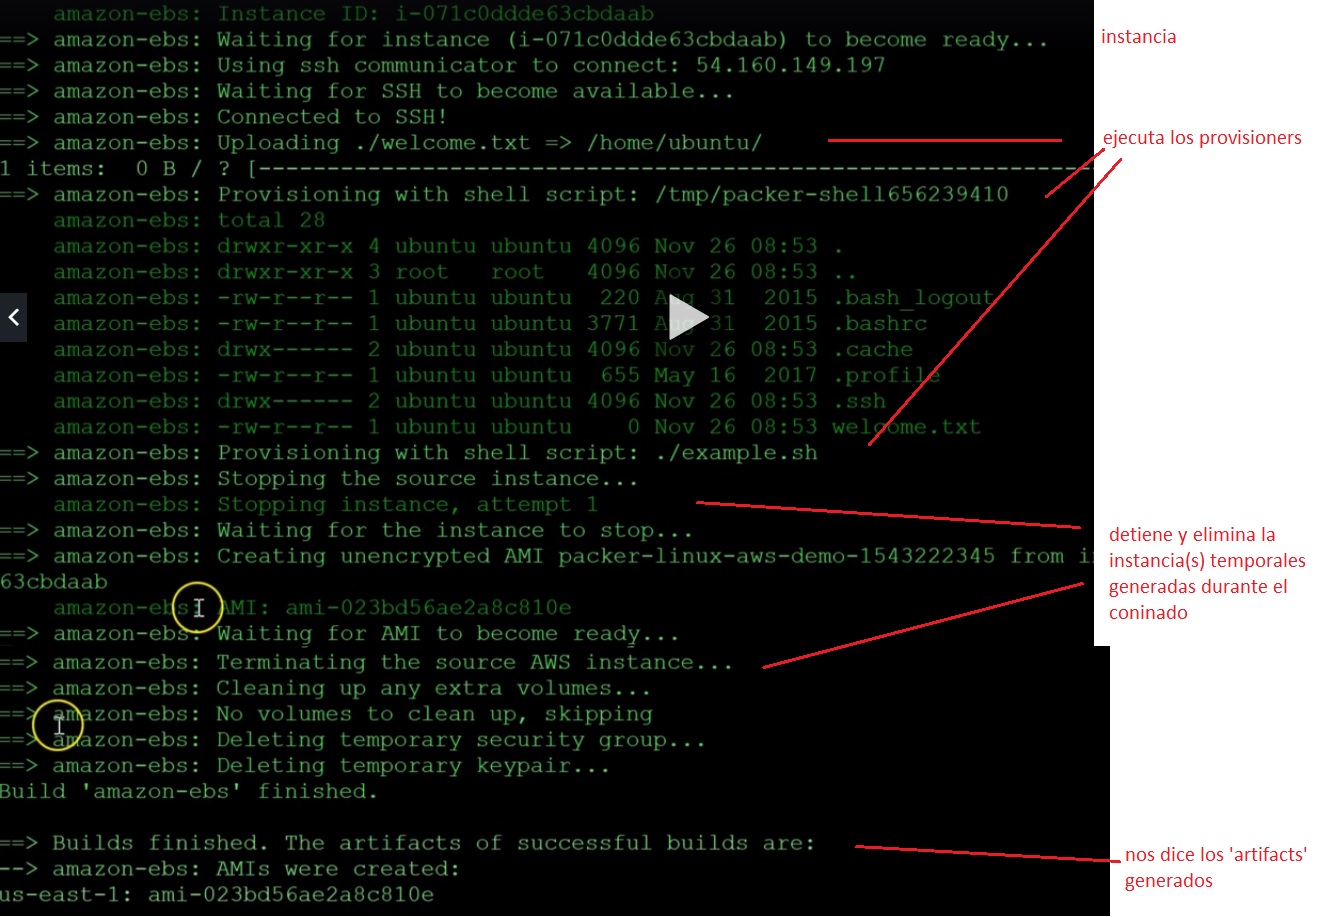 amazon-ebs: Instance ID: i-071c0ddde63cbdaab
==> amazon-ebs: Waiting for instance (i-071c0ddde63cbdaab) to become ready...
instancia
==> amazon-ebs: Using ssh communicator to connect: 54.160.149.197
==> amazon-ebs: Waiting for SSH to become available...
==> amazon-ebs: Connected to SSH!
==> amazon-ebs: Uploading ./welcome.txt => /home/ubuntu/
ejecuta los provisioners
1 items:  0 B / ? [-----------------------------------------------------------------
==> amazon-ebs: Provisioning with shell script: /tmp/packer-shell656239410
amazon-ebs: total 28
amazon-ebs: drwxr-xr-x 4 ubuntu ubuntu 4096 Nov 26 08:53 .
amazon-ebs: drwxr-xr-x 3 root   root   4096 Nov 26 08:53 ..
amazon-ebs: -rw-r--r-- 1 ubuntu ubuntu  220 Aug 31  2015 .bash_logout
amazon-ebs: -rw-r--r-- 1 ubuntu ubuntu 3771 Aug 31  2015 .bashrc
amazon-ebs: drwx------ 2 ubuntu ubuntu 4096 Nov 26 08:53 .cache
amazon-ebs: -rw-r--r-- 1 ubuntu ubuntu  655 May 16  2017 .profile
amazon-ebs: drwx------ 2 ubuntu ubuntu 4096 Nov 26 08:53 .ssh
amazon-ebs: -rw-r--r-- 1 ubuntu ubuntu    0 Nov 26 08:53 welcome.txt
==> amazon-ebs: Provisioning with shell script: ./example.sh
==> amazon-ebs: Stopping the source instance...
amazon-ebs: Stopping instance, attempt 1
==> amazon-ebs: Waiting for the instance to stop...
==> amazon-ebs: Creating unencrypted AMI packer-linux-aws-demo-1543222345 from i
63cbdaab
detiene y elimina la
instancia(s) temporales
generadas durante el
coninado
amazon-ebs: AMI: ami-023bd56ae2a8c810e
==> amazon-ebs: Waiting for AMI to become ready...
==> amazon-ebs: Terminating the source AWS instance...
==> amazon-ebs: Cleaning up any extra volumes...
==> amazon-ebs: No volumes to clean up, skipping
==> amazon-ebs: Deleting temporary security group...
==> amazon-ebs: Deleting temporary keypair...
Build 'amazon-ebs' finished.
==> Builds finished. The artifacts of successful builds are:
--> amazon-ebs: AMIs were created:
us-east-1: ami-023bd56ae2a8c810e
nos dice los 'artifacts'
generados